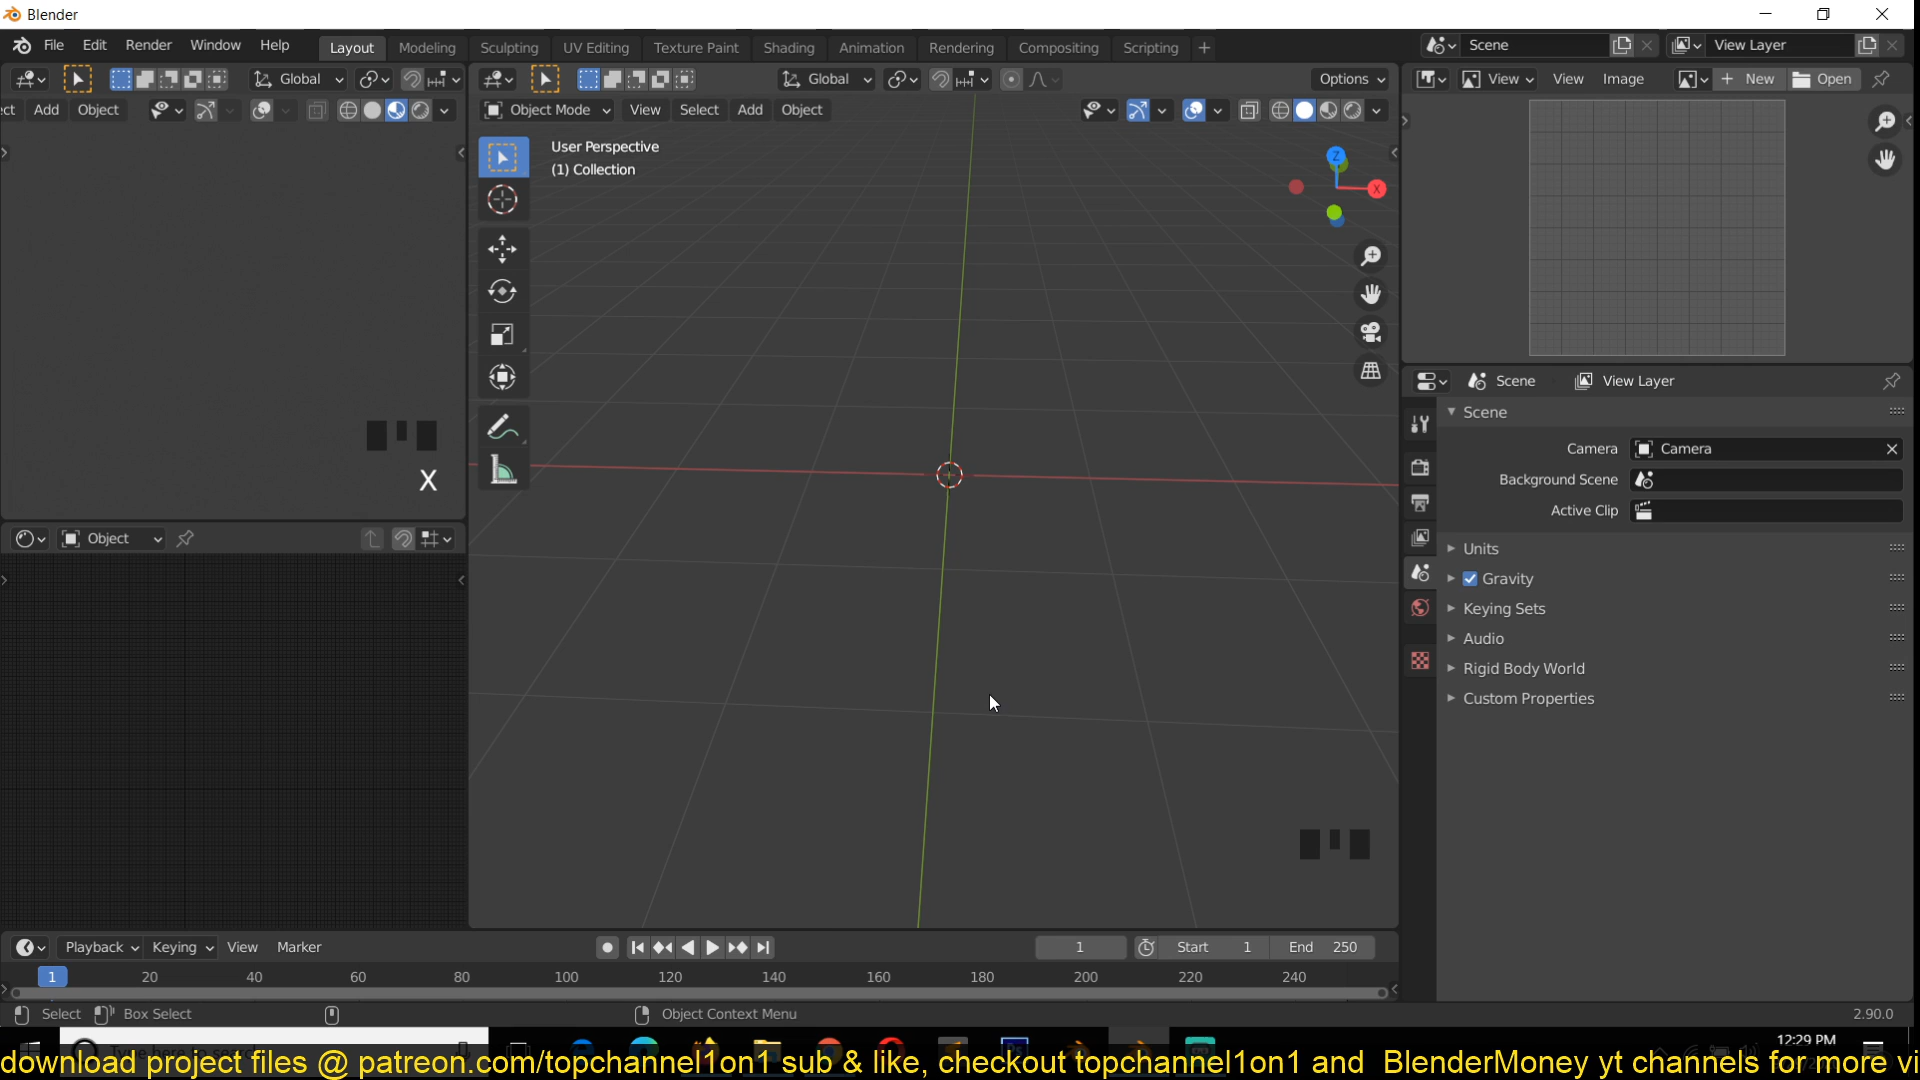 Blender
File Edit Render Window Help Layout Modeling Sculpting UV Editing Texture Paint Shading Animation Rendering Compositing Scripting + Scene View Layer
Global Global Options View View Image + New Open
ect Add Object Object Mode View Select Add Object
User Perspective
(1) Collection
Z
X
X
Scene View Layer
Scene
Camera Camera
Background Scene
Active Clip
Units
Gravity
Keying Sets
Audio
Rigid Body World
Custom Properties
Object
Playback Keying View Marker 1 Start 1 End 250
1 20 40 60 80 100 120 140 160 180 200 220 240
Select Box Select Object Context Menu 2.90.0
12:29 PM
download project files @ patreon.com/topchannel1on1 sub & like, checkout topchannel1on1 and BlenderMoney yt channels for more vi